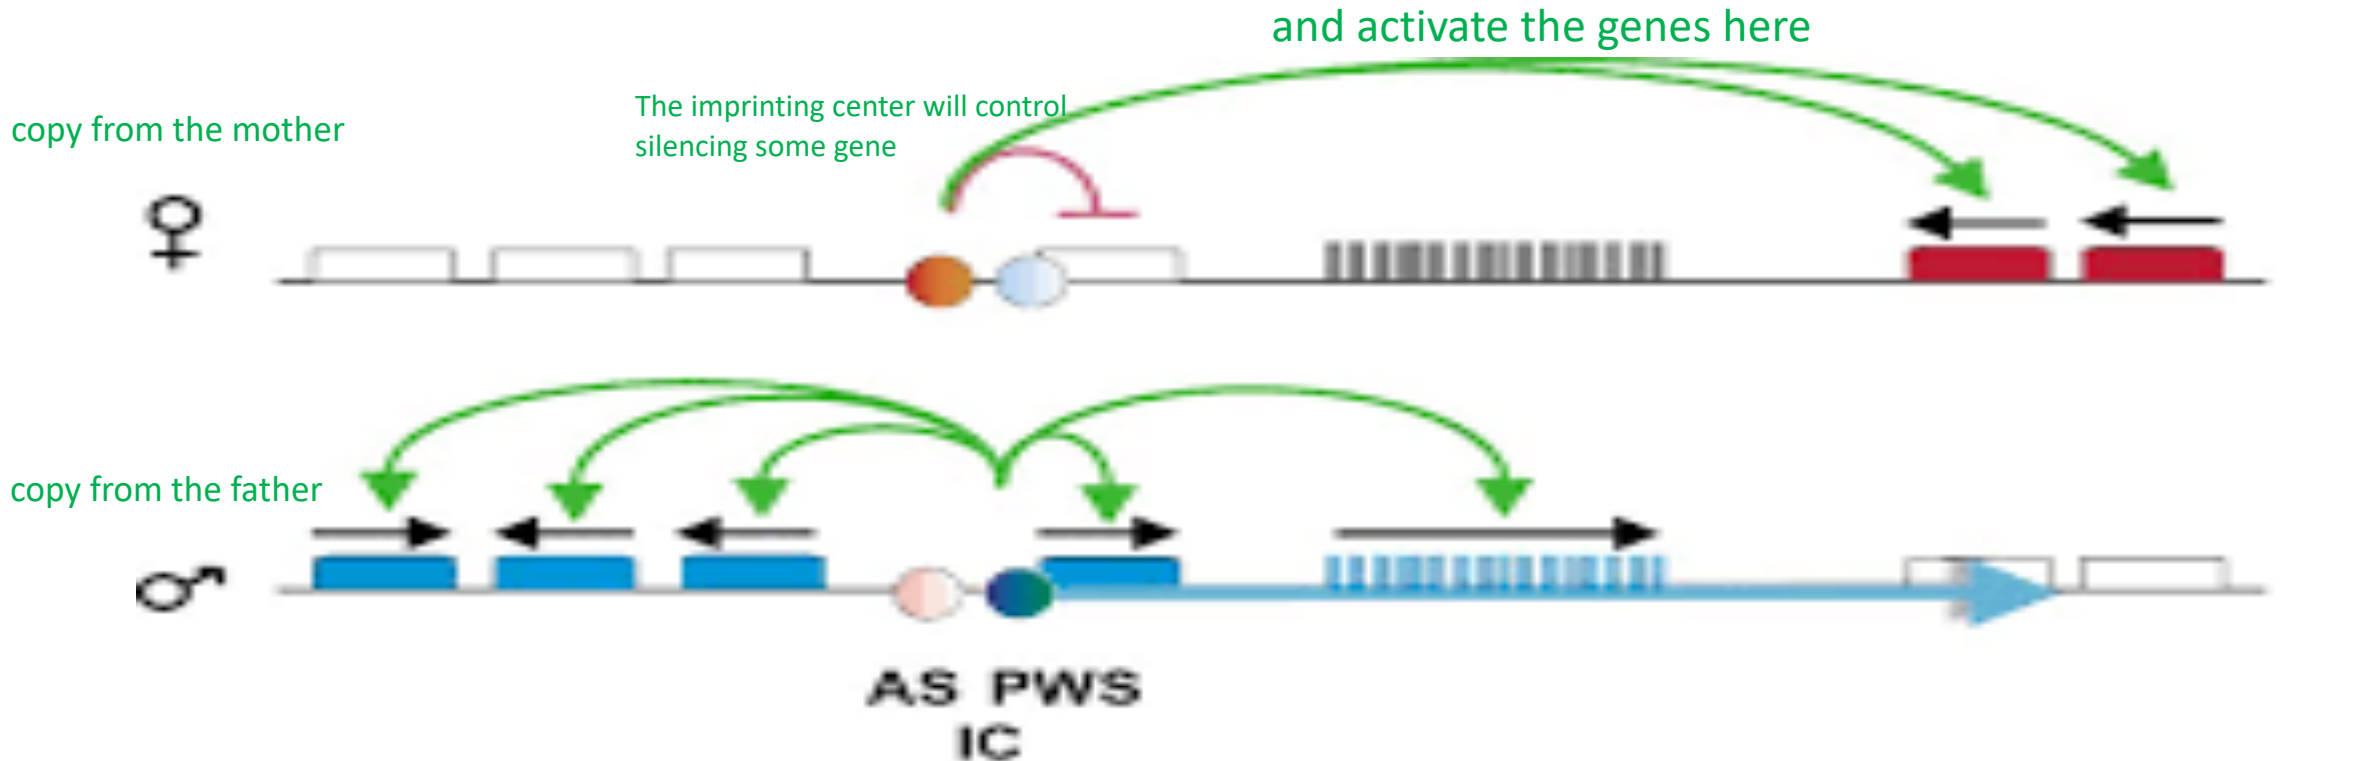 and activate the genes here
The imprinting center will control
silencing some gene
copy from the mother
copy from the father
AS PWS
IC